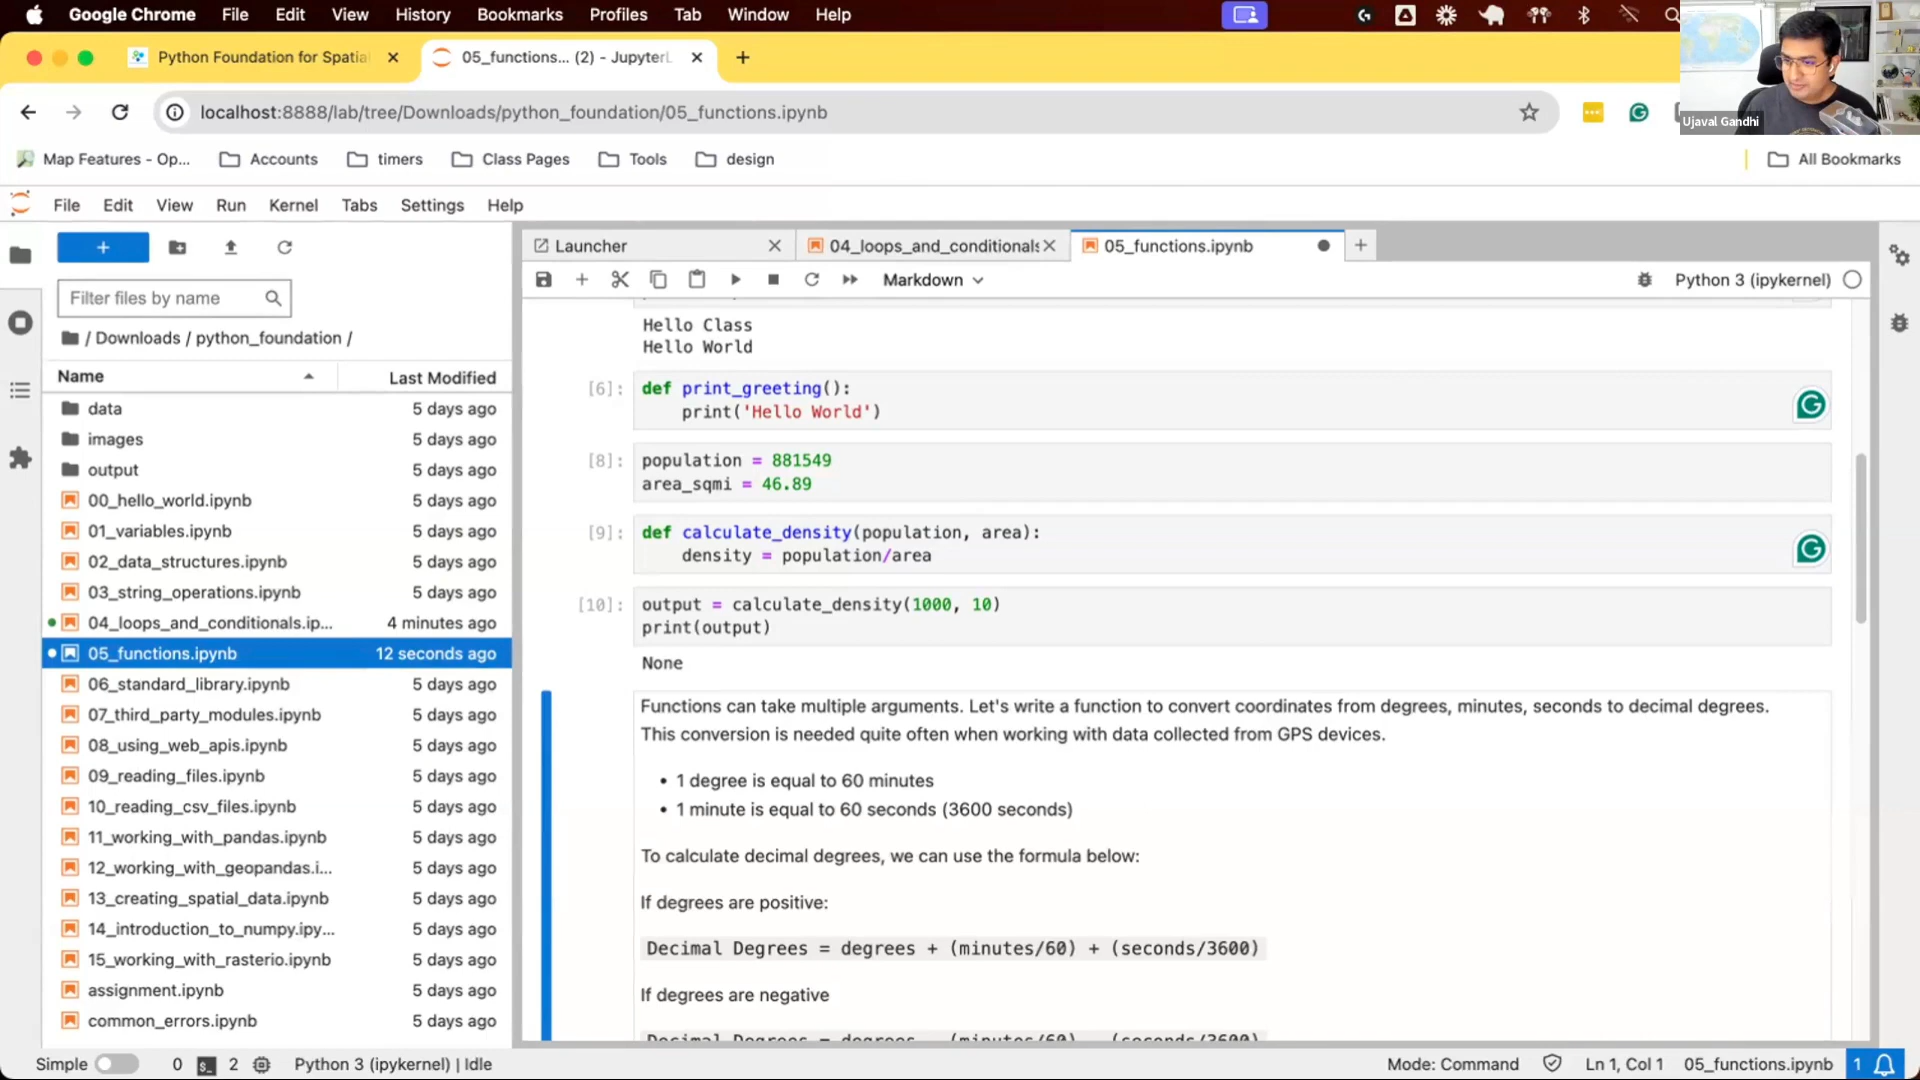 Google Chrome File Edit View History Bookmarks Profiles Tab Window Help
Ujaval Gandhi
Python Foundation for Spatia
05_functions... (2) - JupyterL
localhost:8888/lab/tree/Downloads/python_foundation/05_functions.ipynb
Map Features - Op... Accounts timers Class Pages Tools design All Bookmarks
File Edit View Run Kernel Tabs Settings Help
Launcher
04_loops_and_conditionals
05_functions.ipynb
Markdown
Python 3 (ipykernel)
Filter files by name
/ Downloads / python_foundation /
Name Last Modified
data 5 days ago
images 5 days ago
output 5 days ago
00_hello_world.ipynb 5 days ago
01_variables.ipynb 5 days ago
02_data_structures.ipynb 5 days ago
03_string_operations.ipynb 5 days ago
04_loops_and_conditionals.ip... 4 minutes ago
05_functions.ipynb 12 seconds ago
06_standard_library.ipynb 5 days ago
07_third_party_modules.ipynb 5 days ago
08_using_web_apis.ipynb 5 days ago
09_reading_files.ipynb 5 days ago
10_reading_csv_files.ipynb 5 days ago
11_working_with_pandas.ipynb 5 days ago
12_working_with_geopandas.i... 5 days ago
13_creating_spatial_data.ipynb 5 days ago
14_introduction_to_numpy.ipy... 5 days ago
15_working_with_rasterio.ipynb 5 days ago
assignment.ipynb 5 days ago
common_errors.ipynb 5 days ago
Hello Class
Hello World
[6]: def print_greeting():
print('Hello World')
[8]: population = 881549
area_sqmi = 46.89
[9]: def calculate_density(population, area):
density = population/area
[10]: output = calculate_density(1000, 10)
print(output)
None
Functions can take multiple arguments. Let's write a function to convert coordinates from degrees, minutes, seconds to decimal degrees.
This conversion is needed quite often when working with data collected from GPS devices.
• 1 degree is equal to 60 minutes
• 1 minute is equal to 60 seconds (3600 seconds)
To calculate decimal degrees, we can use the formula below:
If degrees are positive:
Decimal Degrees = degrees + (minutes/60) + (seconds/3600)
If degrees are negative
Decimal Degrees = degrees - (minutes/60) - (seconds/3600)
Simple 0 2 Python 3 (ipykernel) | Idle Mode: Command Ln 1, Col 1 05_functions.ipynb 1